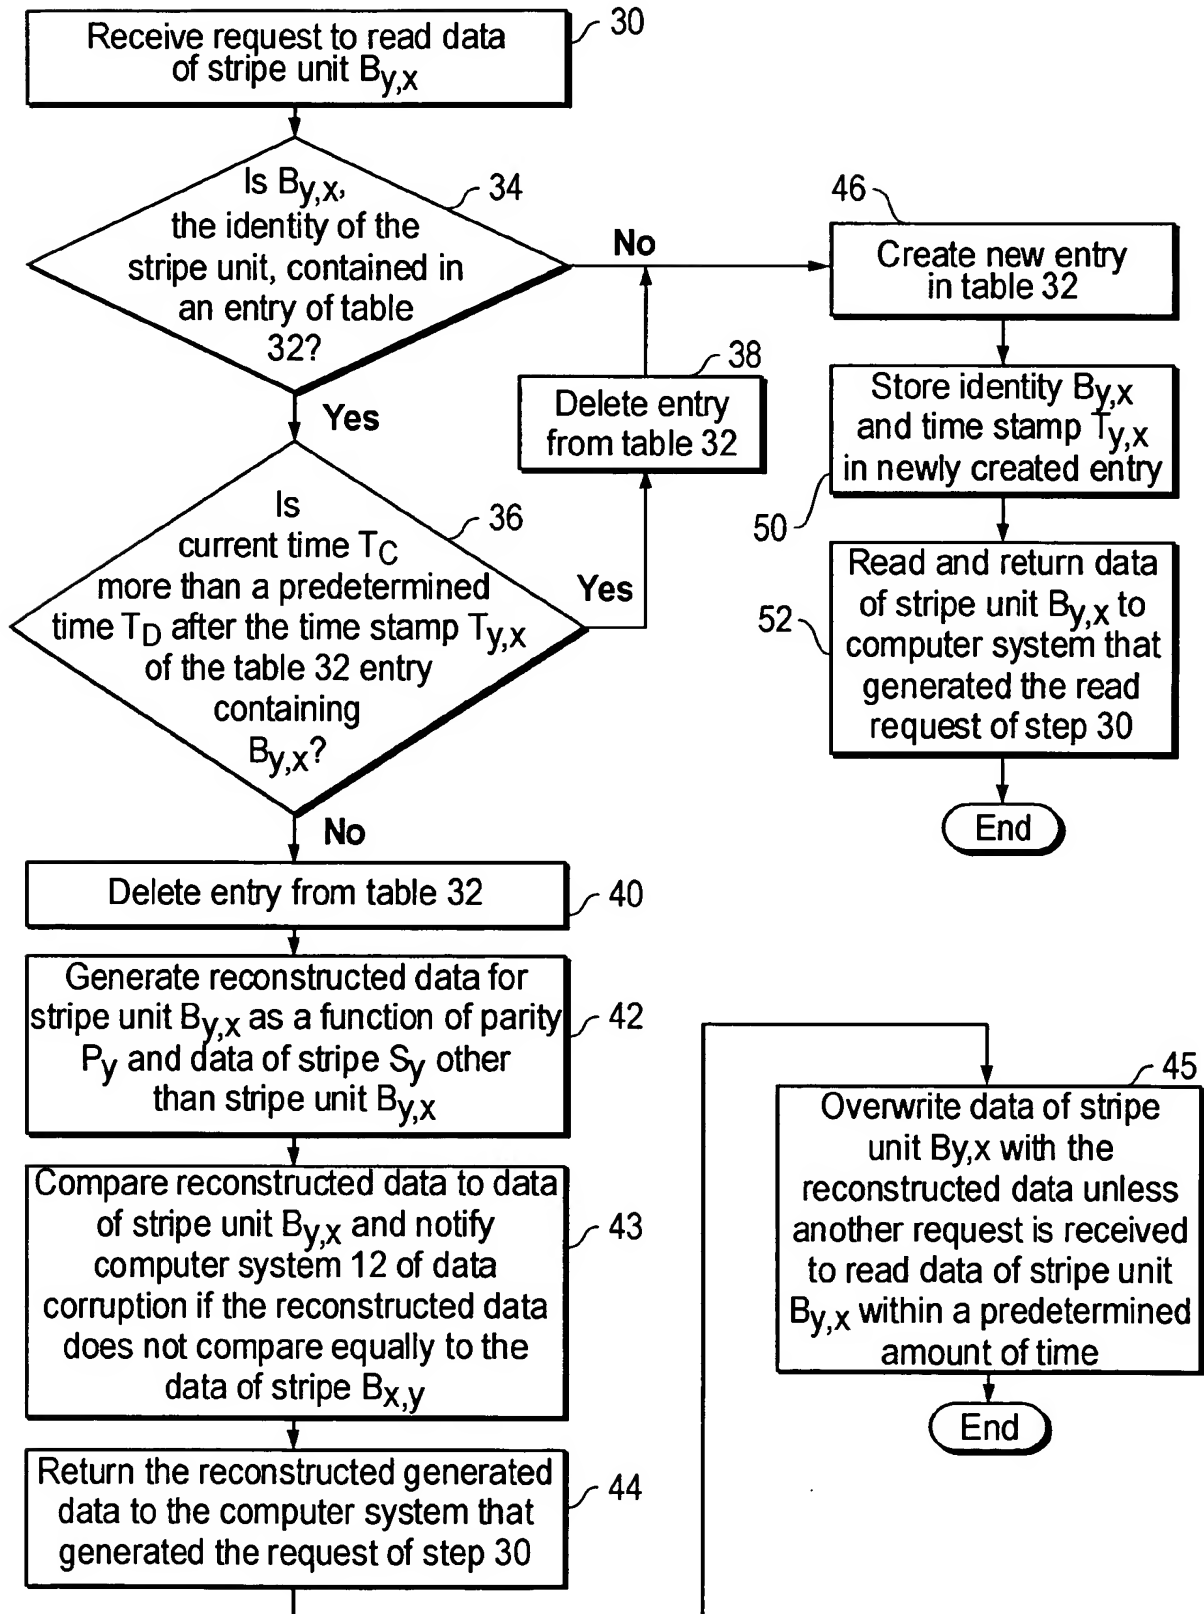 Receive request to read data
of stripe unit By,x
30
Is By,x,
the identity of the
stripe unit, contained in
an entry of table
32?
34
No
Yes
46
Create new entry
in table 32
38
Delete entry
from table 32
Store identity By,x
and time stamp Ty,x
in newly created entry
50
Is
current time TC
more than a predetermined
time TD after the time stamp Ty,x
of the table 32 entry
containing
By,x?
36
Yes
No
Read and return data
of stripe unit By,x to
computer system that
generated the read
request of step 30
52
End
Delete entry from table 32
40
Generate reconstructed data for
stripe unit By,x as a function of parity
Py and data of stripe Sy other
than stripe unit By,x
42
Compare reconstructed data to data
of stripe unit By,x and notify
computer system 12 of data
corruption if the reconstructed data
does not compare equally to the
data of stripe Bx,y
43
Return the reconstructed generated
data to the computer system that
generated the request of step 30
44
45
Overwrite data of stripe
unit By,x with the
reconstructed data unless
another request is received
to read data of stripe unit
By,x within a predetermined
amount of time
End